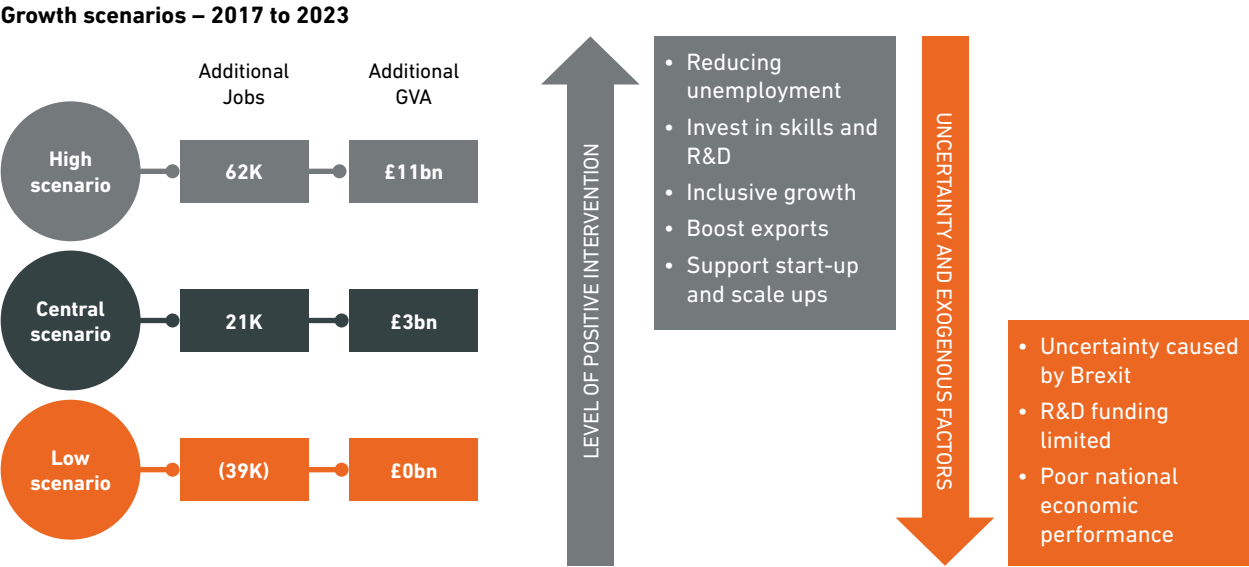 Growth scenarios – 2017 to 2023
Additional
Jobs
Additional
GVA
High
scenario
62K
£11bn
Central
scenario
21K
£3bn
Low
scenario
(39K)
£0bn
LEVEL OF POSITIVE INTERVENTION
• Reducing
unemployment
• Invest in skills and
R&D
• Inclusive growth
• Boost exports
• Support start-up
and scale ups
UNCERTAINTY AND EXOGENOUS FACTORS
• Uncertainty caused
by Brexit
• R&D funding
limited
• Poor national
economic
performance